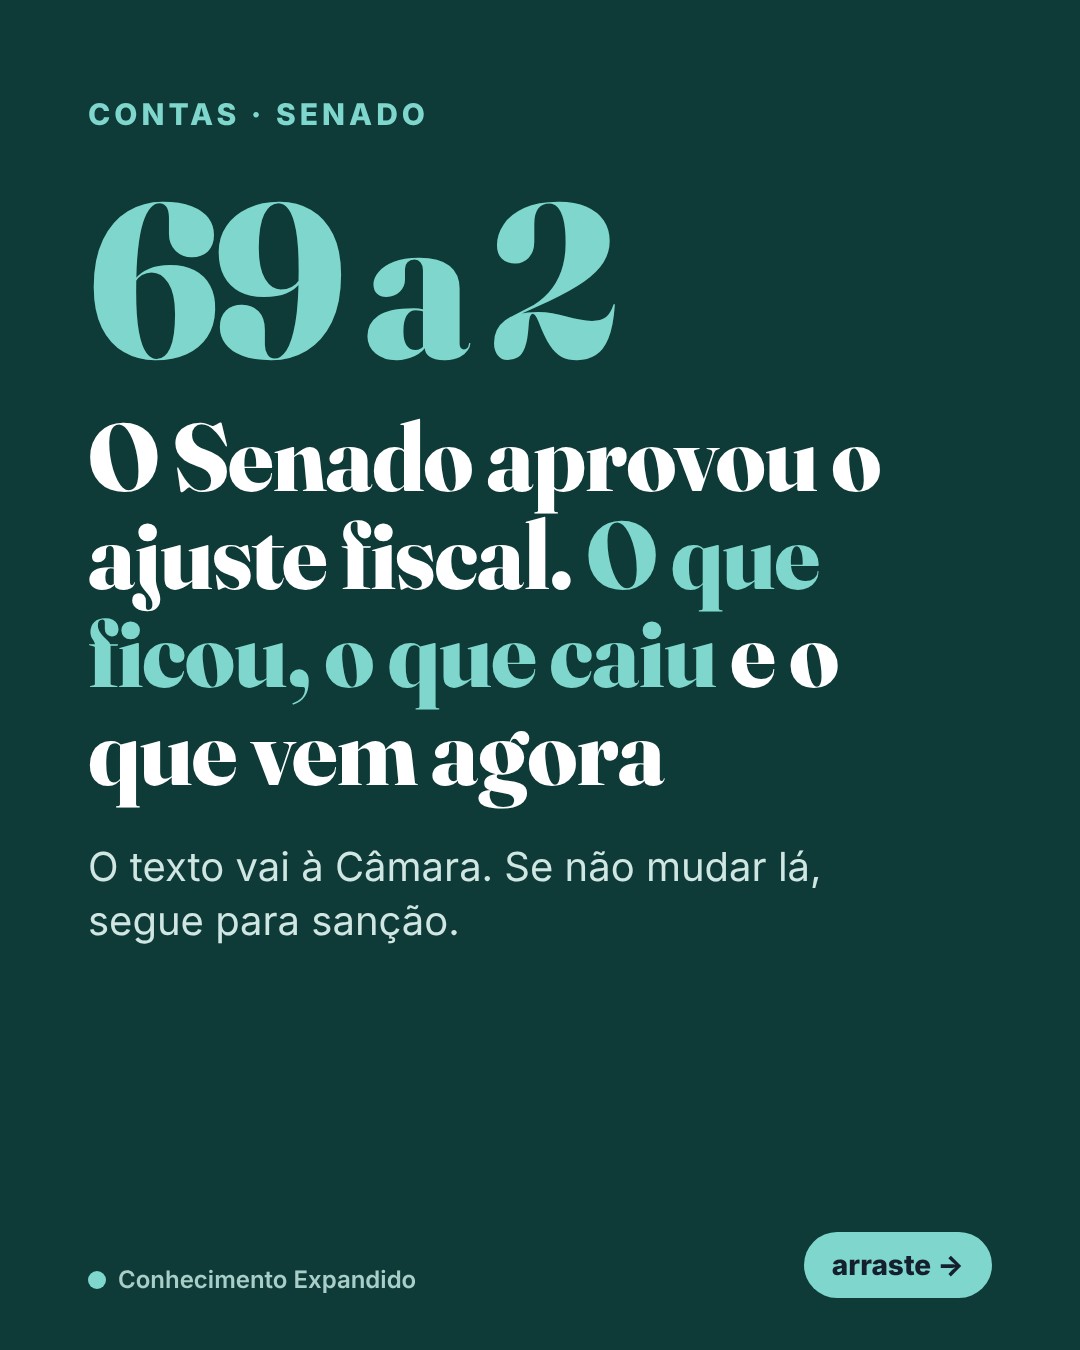 CONTAS · SENADO
69 a 2
O Senado aprovou o
ajuste fiscal. O que
ficou, o que caiu e o
que vem agora
O texto vai à Câmara. Se não mudar lá,
segue para sanção.
Conhecimento Expandido
arraste →